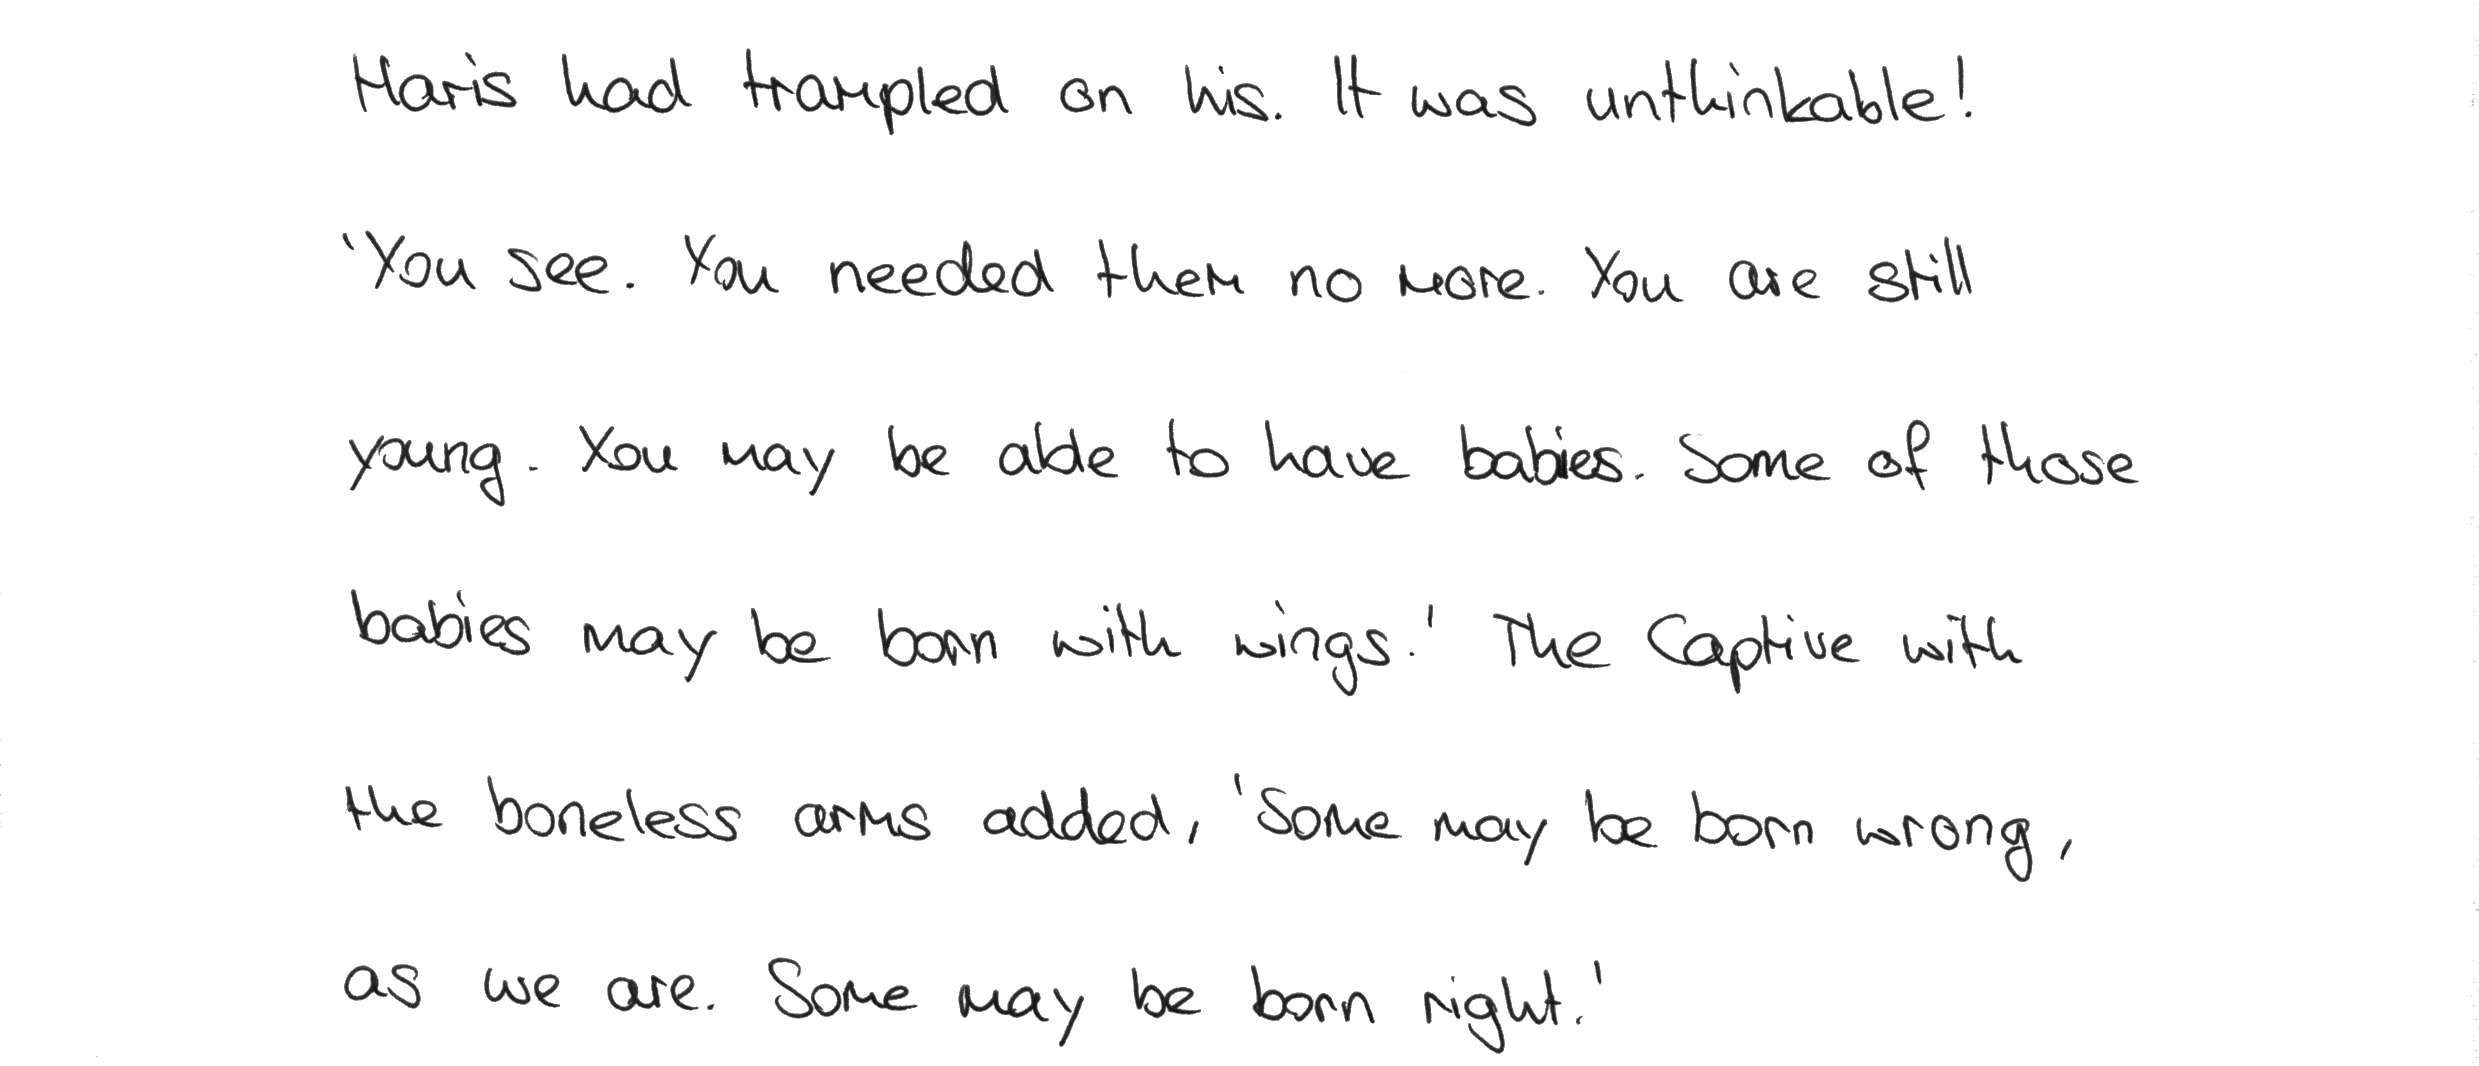 Haris had trampled on his. It was unthinkable!
'You see. You needed them no more. You are still
young. You may be able to have babies. Some of those
babies may be born with wings.' The Captive with
the boneless arms added, 'Some may be born wrong,
as we are. Some may be born right.'